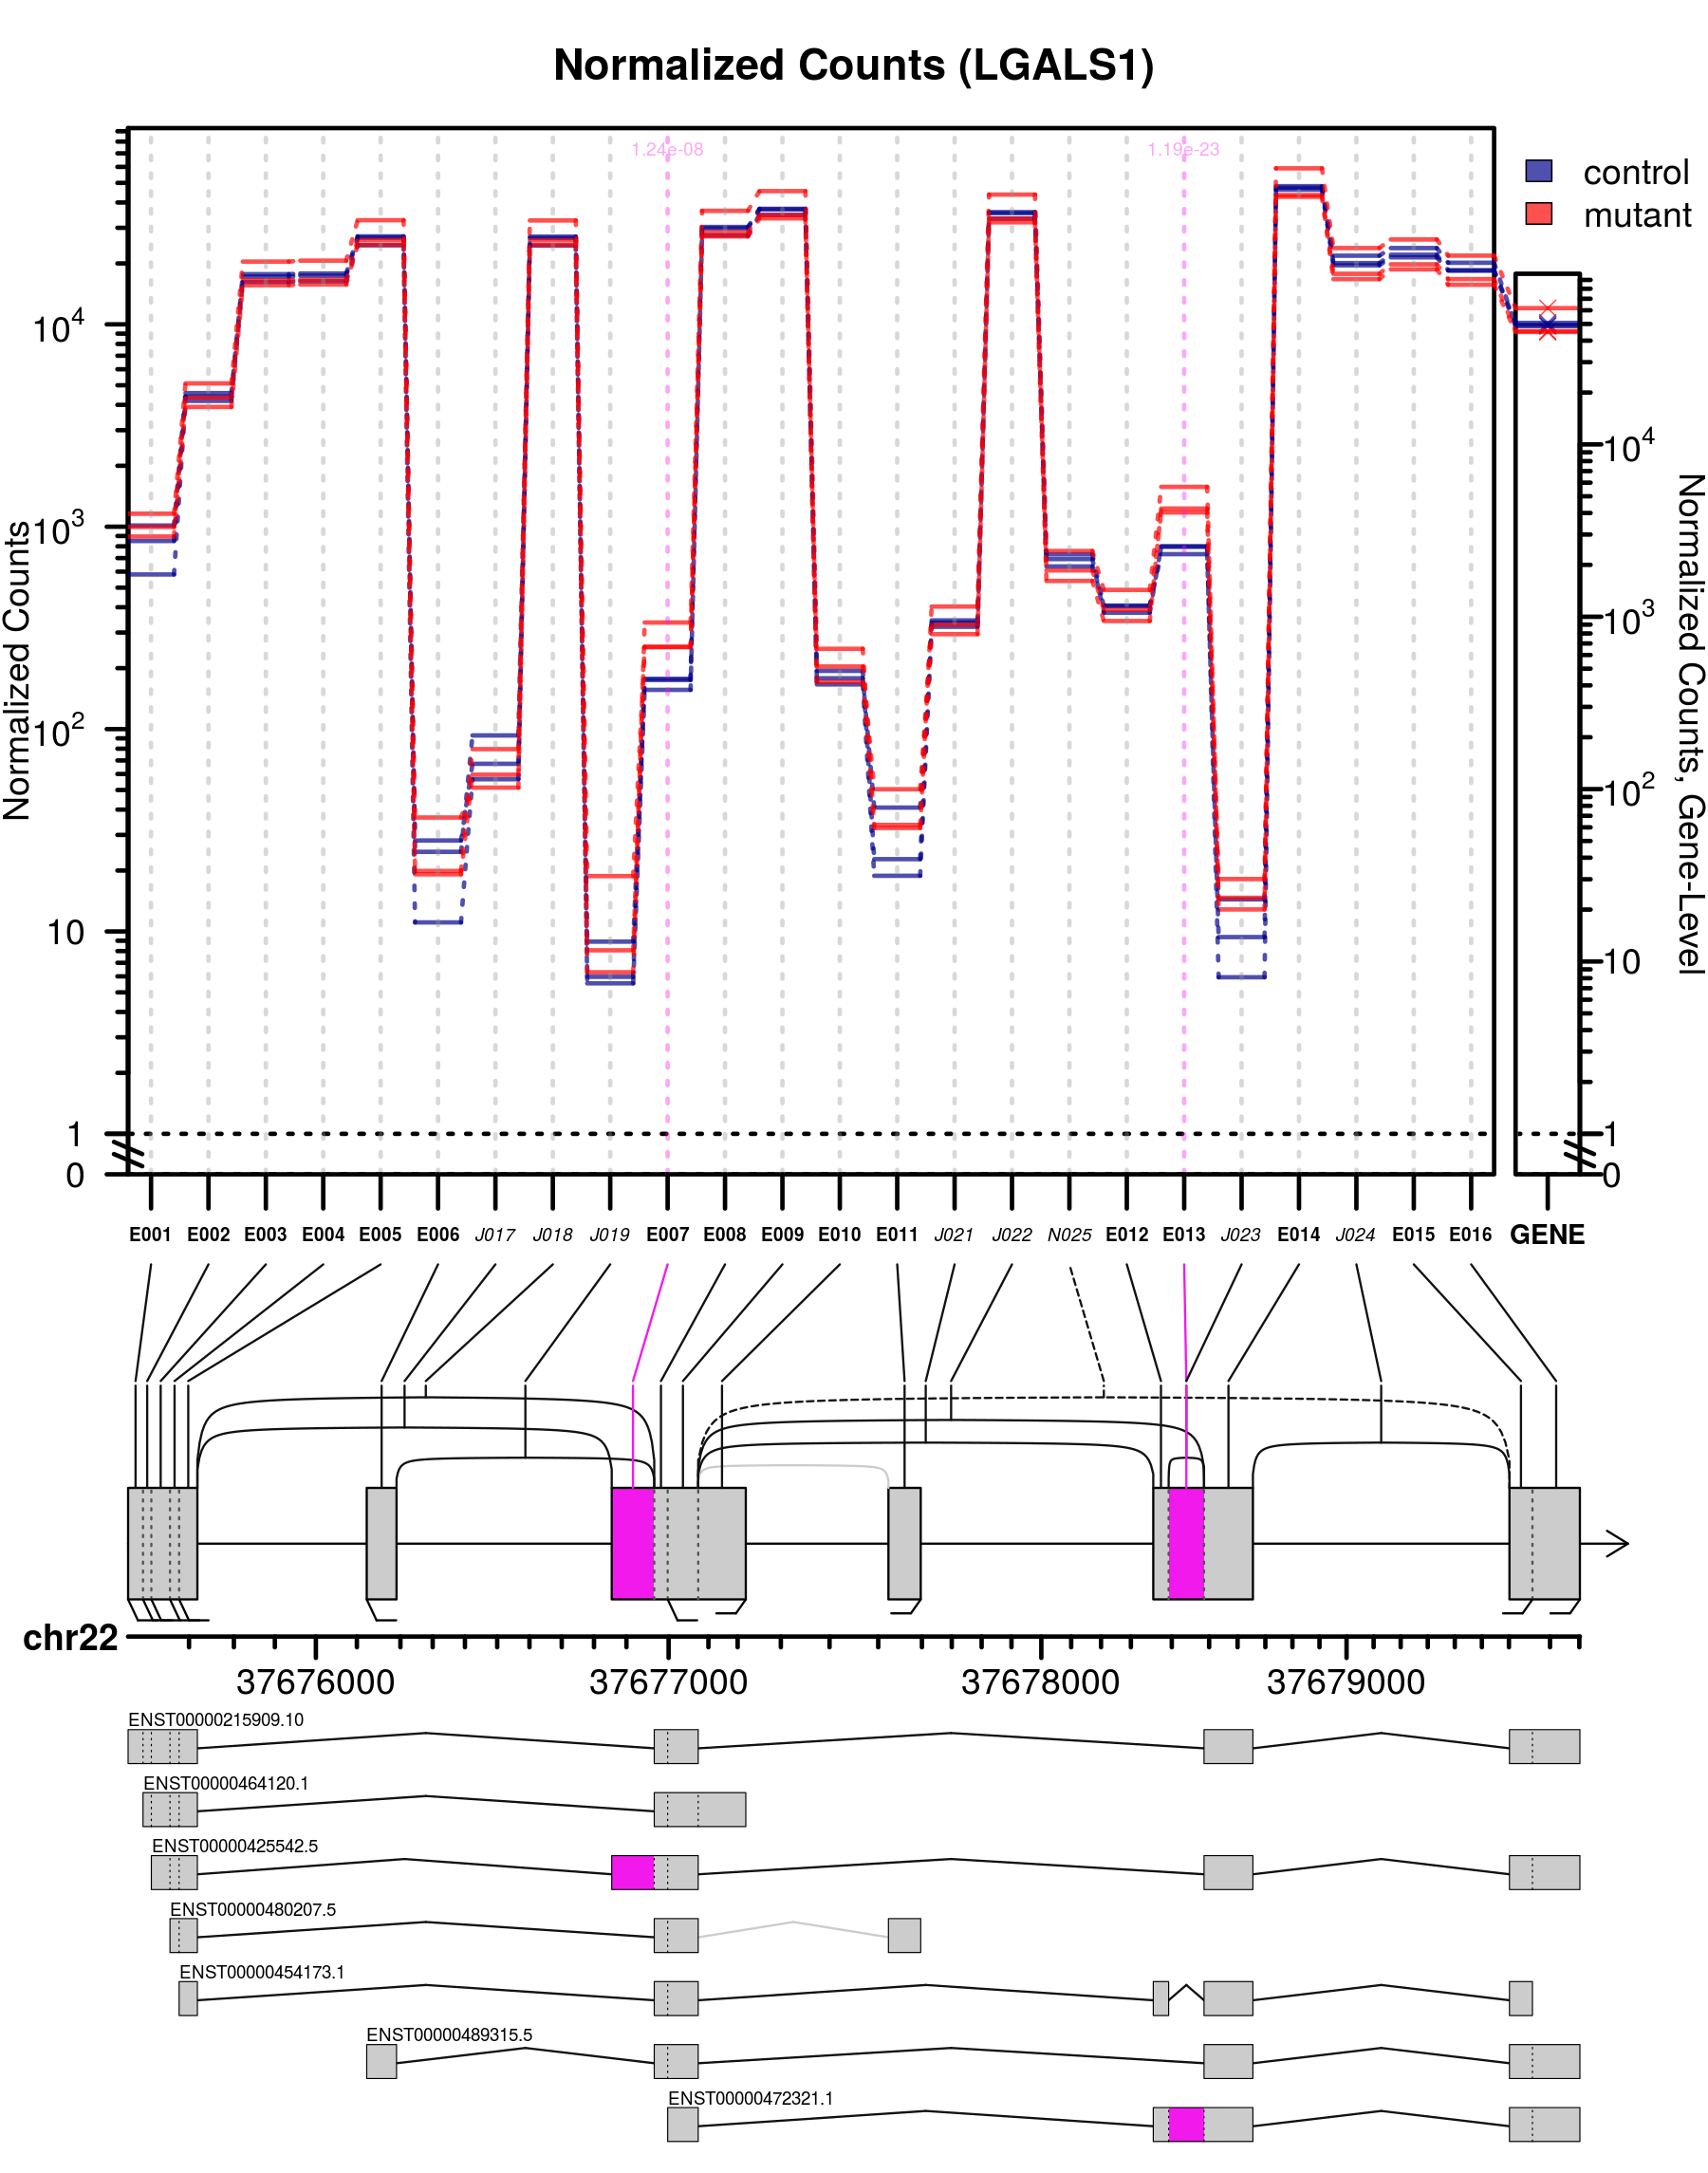 Normalized Counts (LGALS1)
1.24e-08 1.19e-23
control
mutant
Normalized Counts
10^4
10^3
10^2
10
1
0
10^4
10^3
10^2
10
1
0
Normalized Counts, Gene-Level
E001 E002 E003 E004 E005 E006 J017 J018 J019 E007 E008 E009 E010 E011 J021 J022 N025 E012 E013 J023 E014 J024 E015 E016 GENE
chr22
37676000 37677000 37678000 37679000
ENST00000215909.10
ENST00000464120.1
ENST00000425542.5
ENST00000480207.5
ENST00000454173.1
ENST00000489315.5
ENST00000472321.1